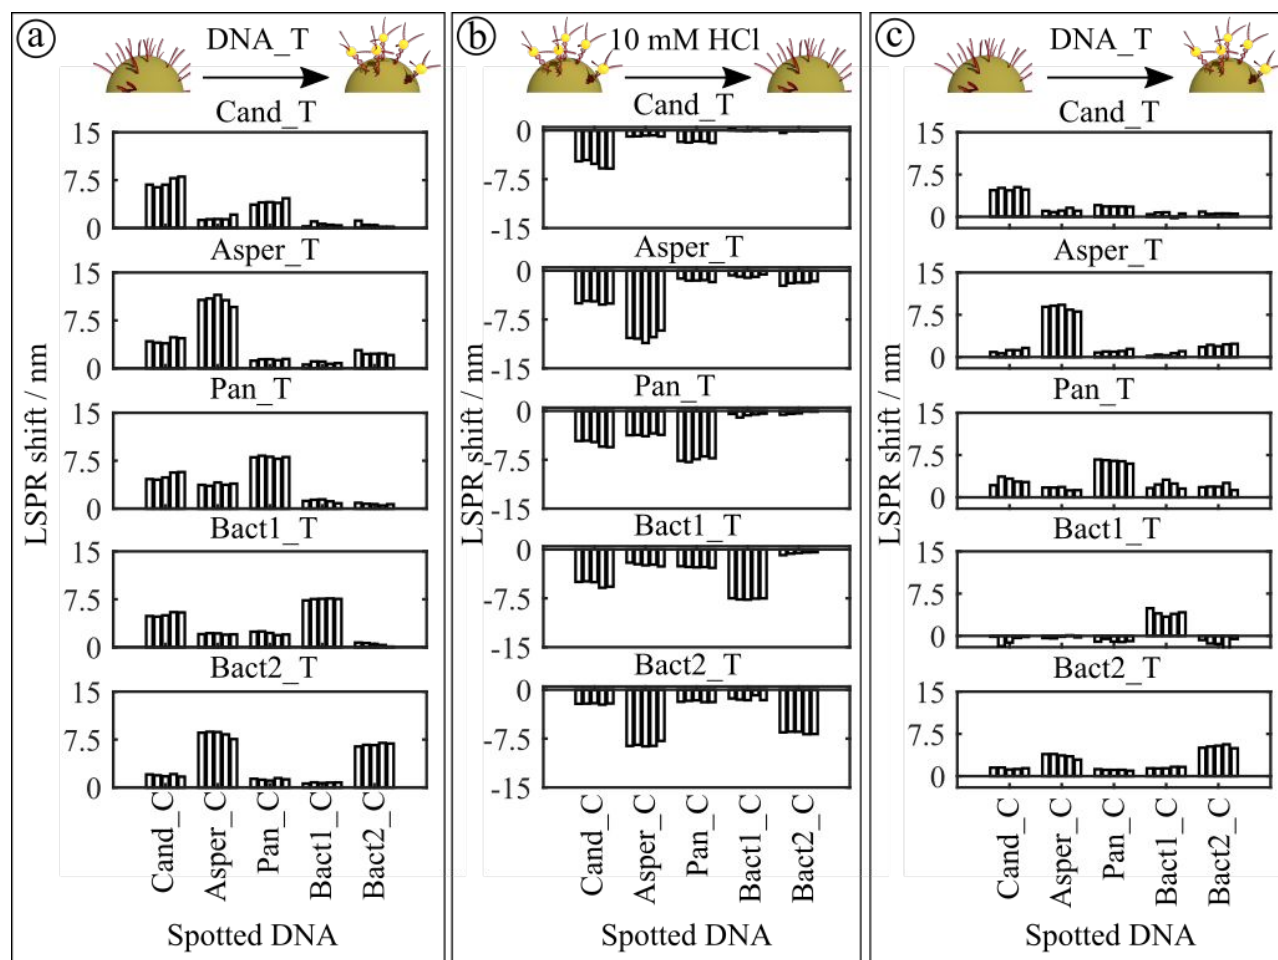 a
DNA_T
Cand_T
15
7.5
0
Asper_T
15
7.5
0
Pan_T
15
7.5
0
Bact1_T
15
7.5
0
Bact2_T
15
7.5
0
LSPR shift / nm
Cand_C
Asper_C
Pan_C
Bact1_C
Bact2_C
Spotted DNA
b
10 mM HCl
Cand_T
0
-7.5
-15
Asper_T
0
-7.5
-15
Pan_T
0
-7.5
-15
Bact1_T
0
-7.5
-15
Bact2_T
0
-7.5
-15
LSPR shift / nm
Cand_C
Asper_C
Pan_C
Bact1_C
Bact2_C
Spotted DNA
c
DNA_T
Cand_T
15
7.5
0
Asper_T
15
7.5
0
Pan_T
15
7.5
0
Bact1_T
15
7.5
0
Bact2_T
15
7.5
0
LSPR shift / nm
Cand_C
Asper_C
Pan_C
Bact1_C
Bact2_C
Spotted DNA